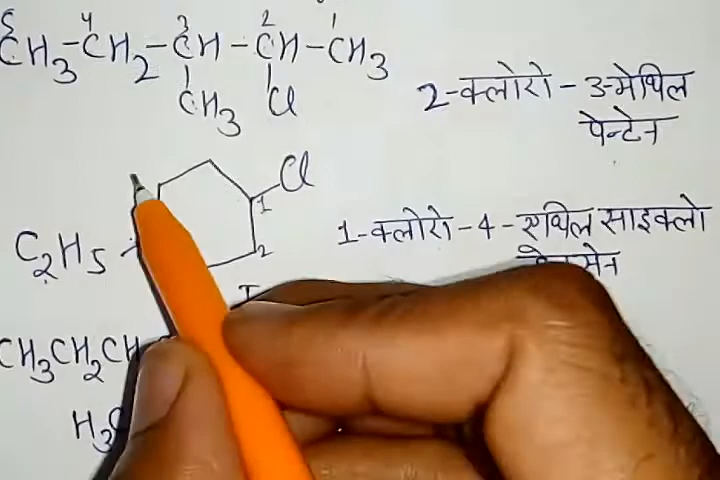 5 4 3 2 1
CH3-CH2-CH-CH-CH3
CH3 Cl
2-क्लोरो-3-मेथिल
पेन्टेन
Cl
1
2
C2H5
1-क्लोरो-4-एथिल साइक्लो
CH3CH2CH
H3C